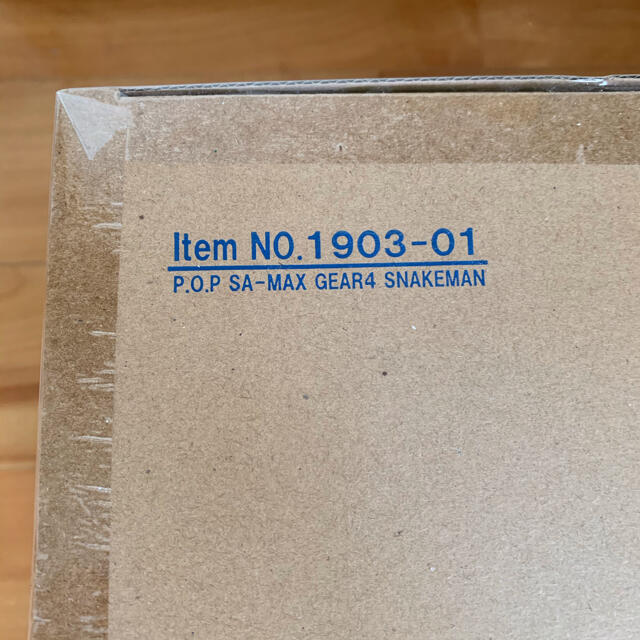 Item NO.1903-01
P.O.P SA-MAX GEAR4 SNAKEMAN